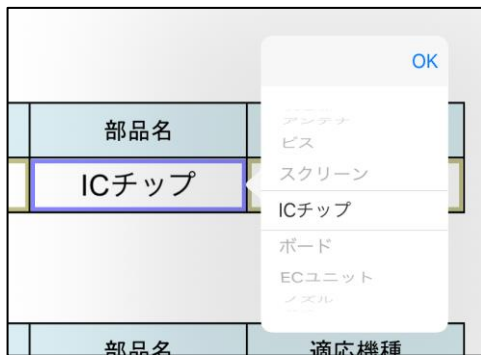 OK
部品名
アンテナ
ビス
スクリーン
ICチップ
ICチップ
ボード
ECユニット
ノズル
部品名
適応機種